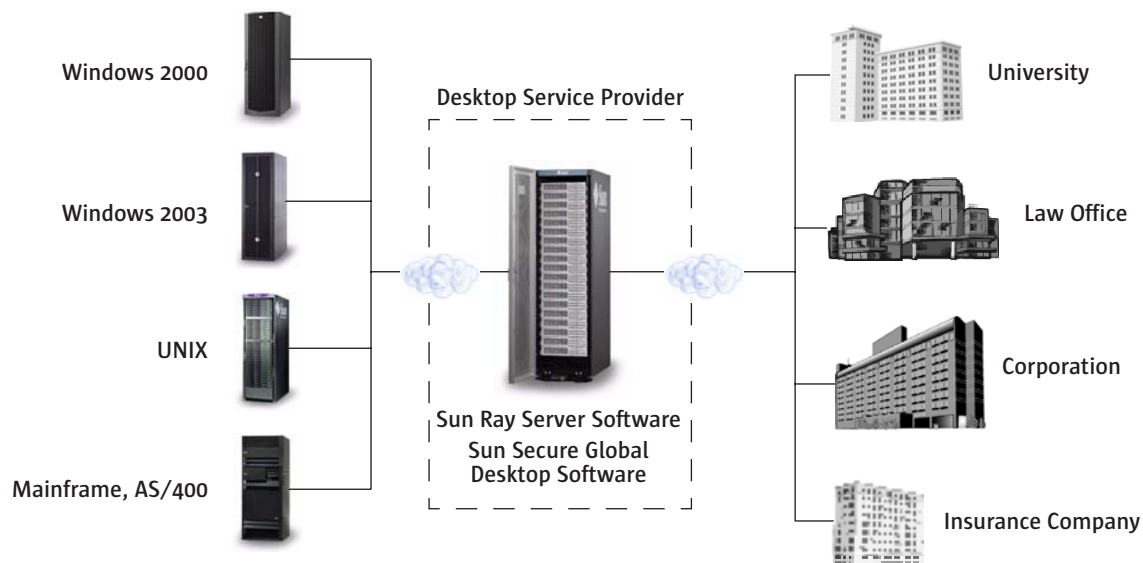 Windows 2000
Windows 2003
UNIX
Mainframe, AS/400
Desktop Service Provider
Sun Ray Server Software
Sun Secure Global
Desktop Software
University
Law Office
Corporation
Insurance Company